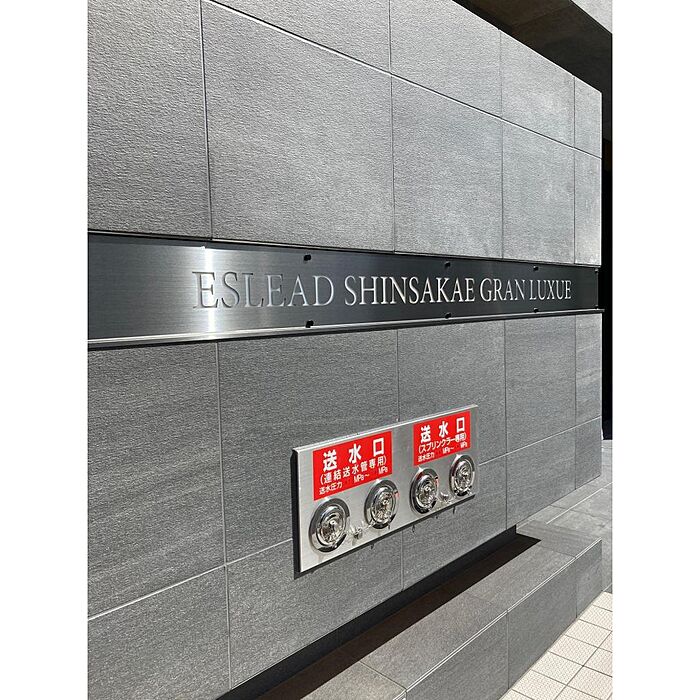 ESLEAD SHINSAKAE GRAN LUXUE
送水口
(連結送水管専用)
送水圧力 MPa〜 MPa
送水口
(スプリンクラー専用)
送水圧力 MPa〜 MPa